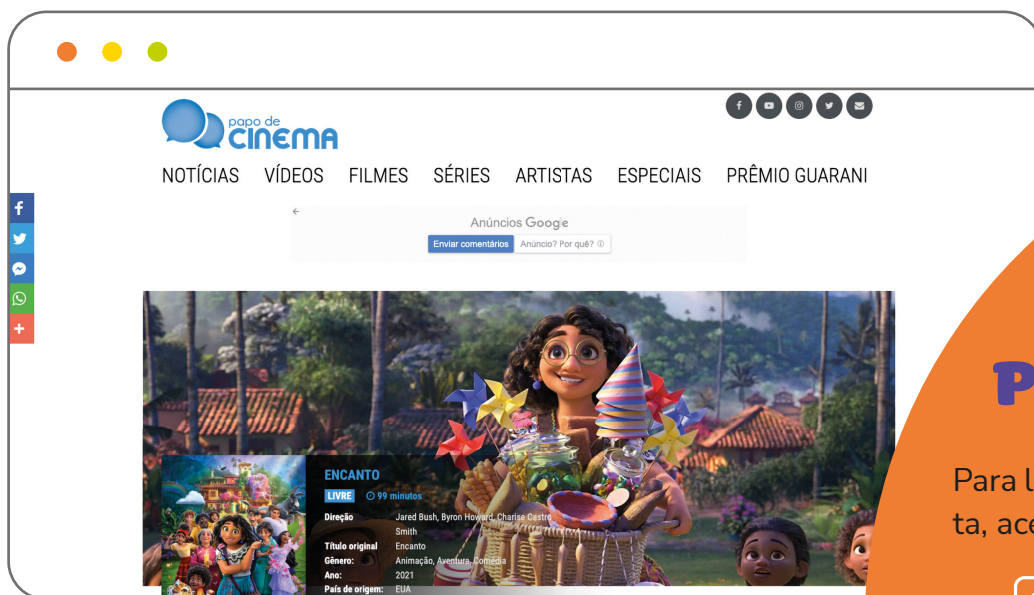 papo de
CINEMA
NOTÍCIAS VÍDEOS FILMES SÉRIES ARTISTAS ESPECIAIS PRÊMIO GUARANI
Anúncios Google
Enviar comentários Anúncio? Por quê?
ENCANTO
LIVRE 99 minutos
Direção Jared Bush, Byron Howard, Charise Castro
Smith
Título original Encanto
Gênero: Animação, Aventura, Comédia
Ano: 2021
País de origem: EUA
P
Para l
ta, ace